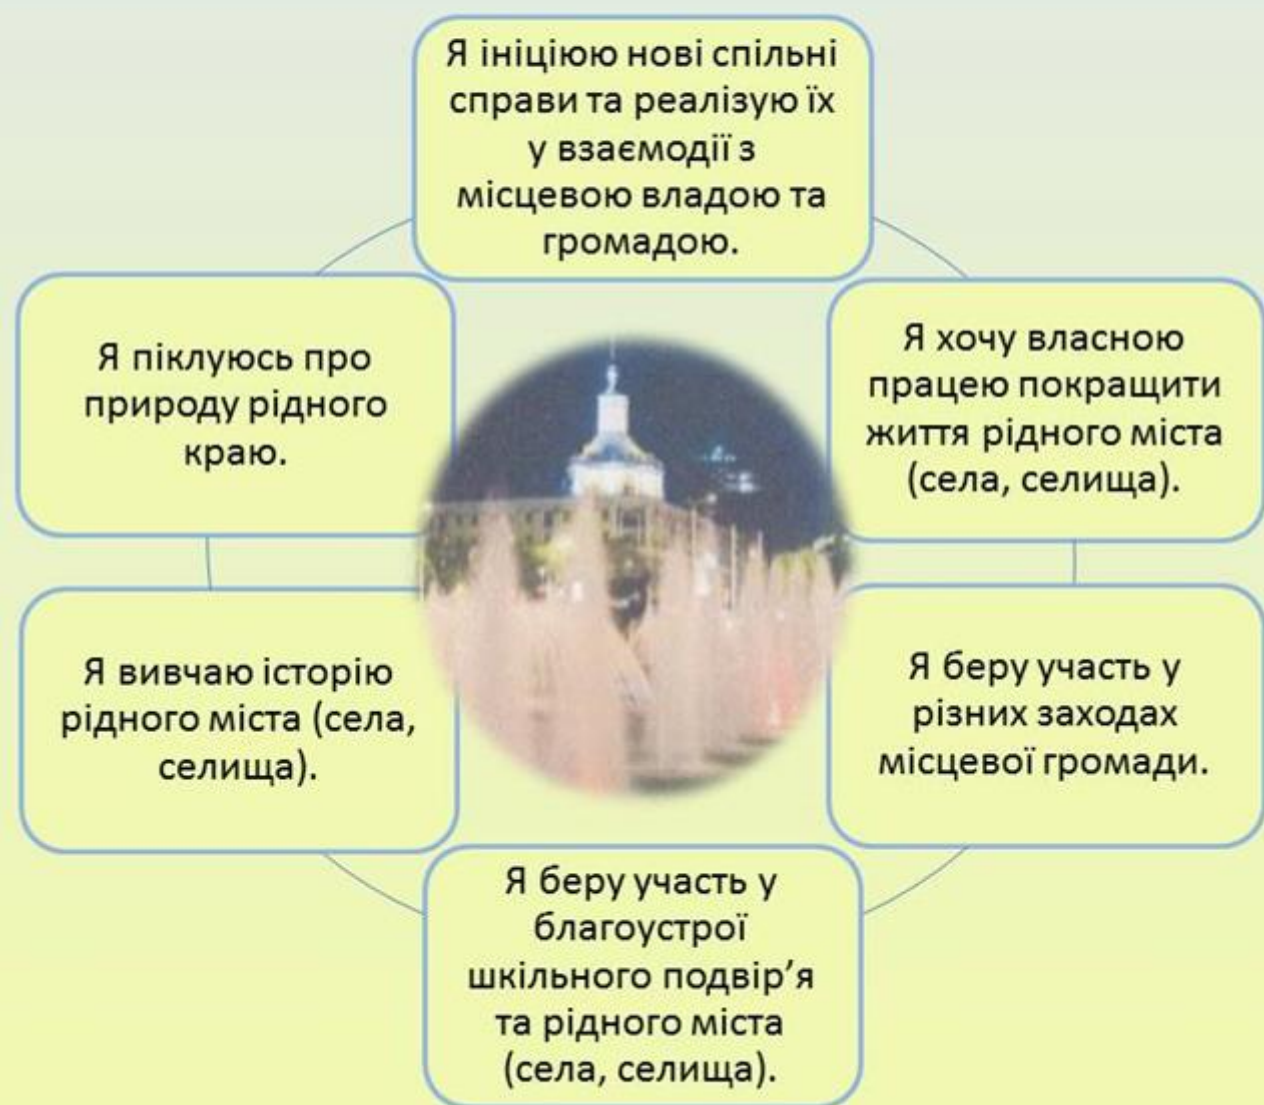 Я ініціюю нові спільні
справи та реалізую їх
у взаємодії з
місцевою владою та
громадою.
Я хочу власною
працею покращити
життя рідного міста
(села, селища).
Я беру участь у
різних заходах
місцевої громади.
Я беру участь у
благоустрої
шкільного подвір’я
та рідного міста
(села, селища).
Я вивчаю історію
рідного міста (села,
селища).
Я піклуюсь про
природу рідного
краю.